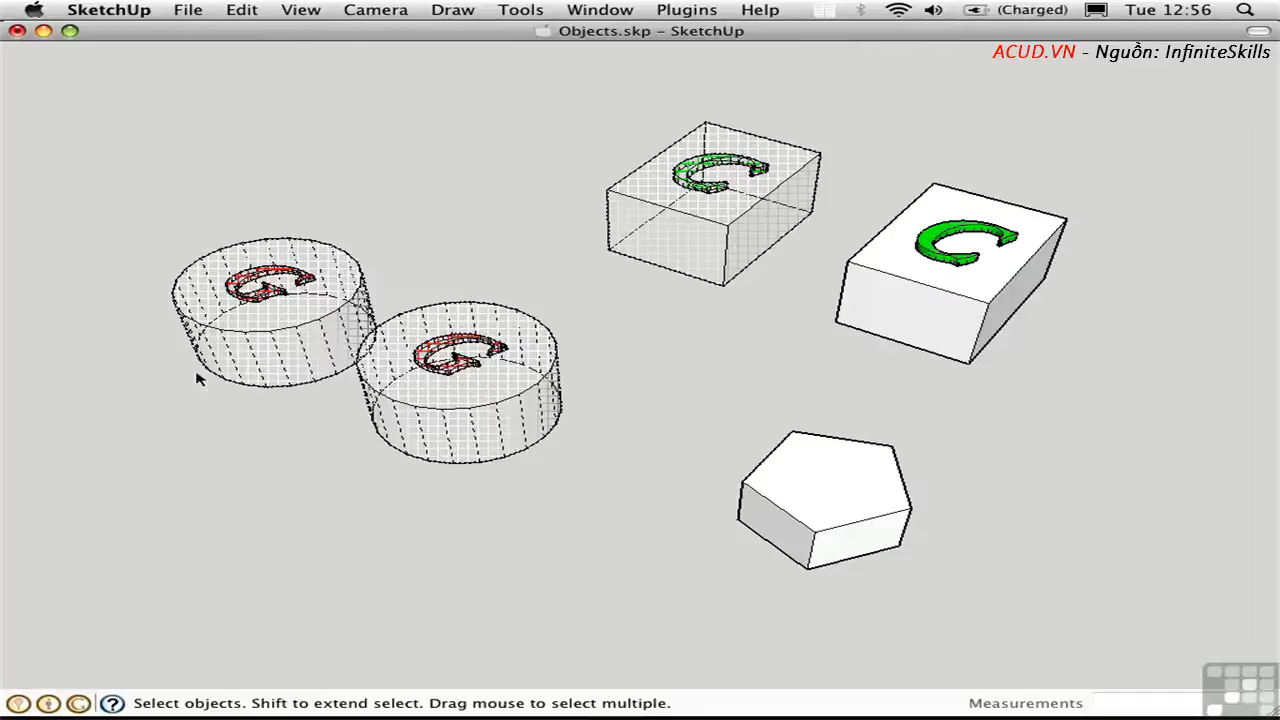 SketchUp File Edit View Camera Draw Tools Window Plugins Help (Charged) Tue 12:56
Objects.skp – SketchUp
ACUD.VN - Nguồn: InfiniteSkills
C
C
G
G
Select objects. Shift to extend select. Drag mouse to select multiple.
Measurements